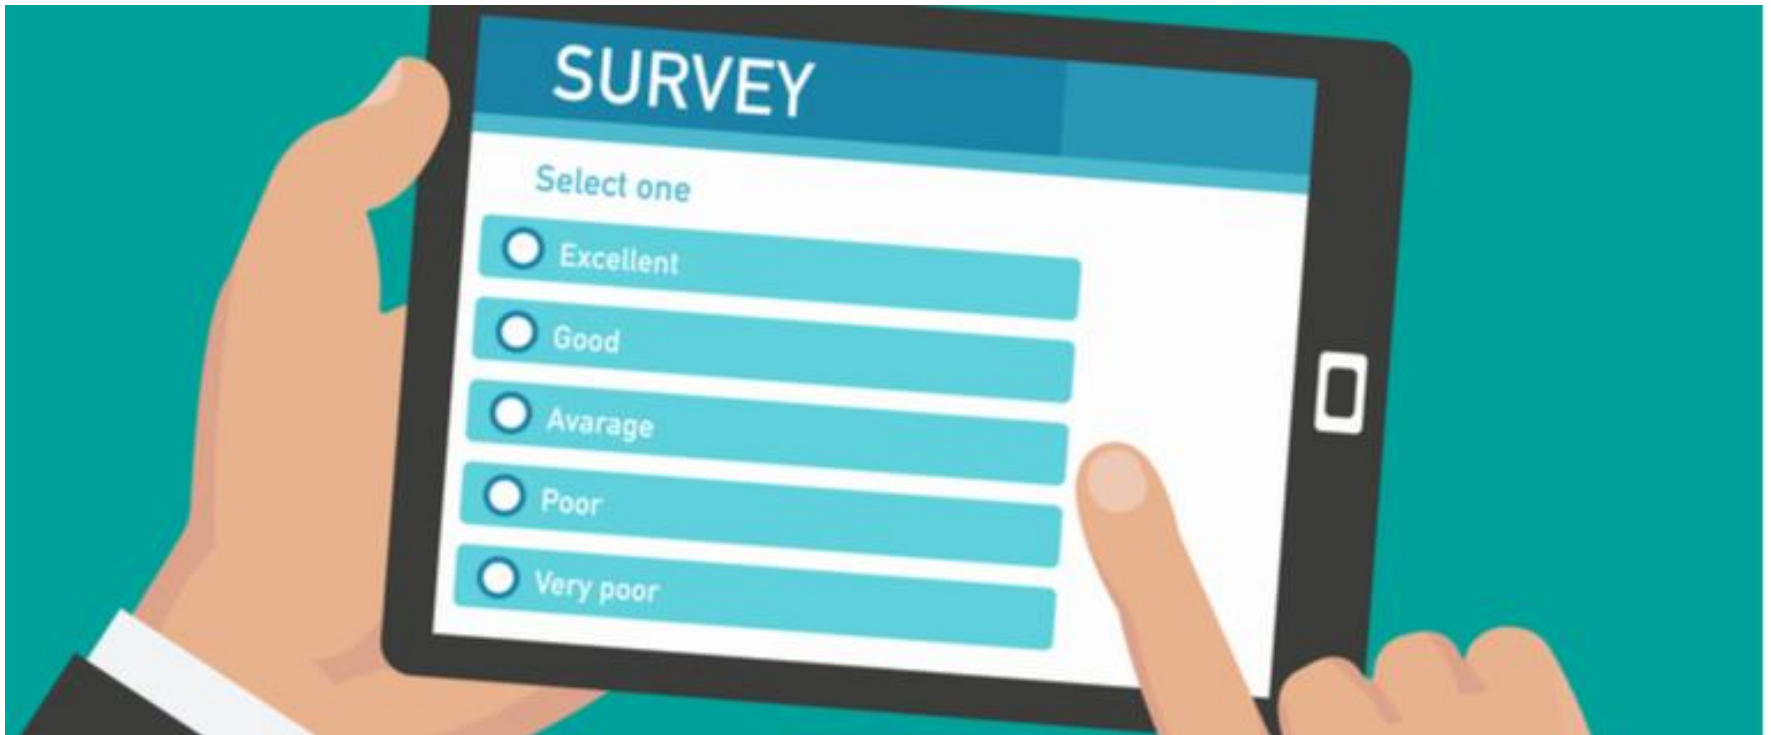 SURVEY
Select one
Excellent
Good
Avarage
Poor
Very poor